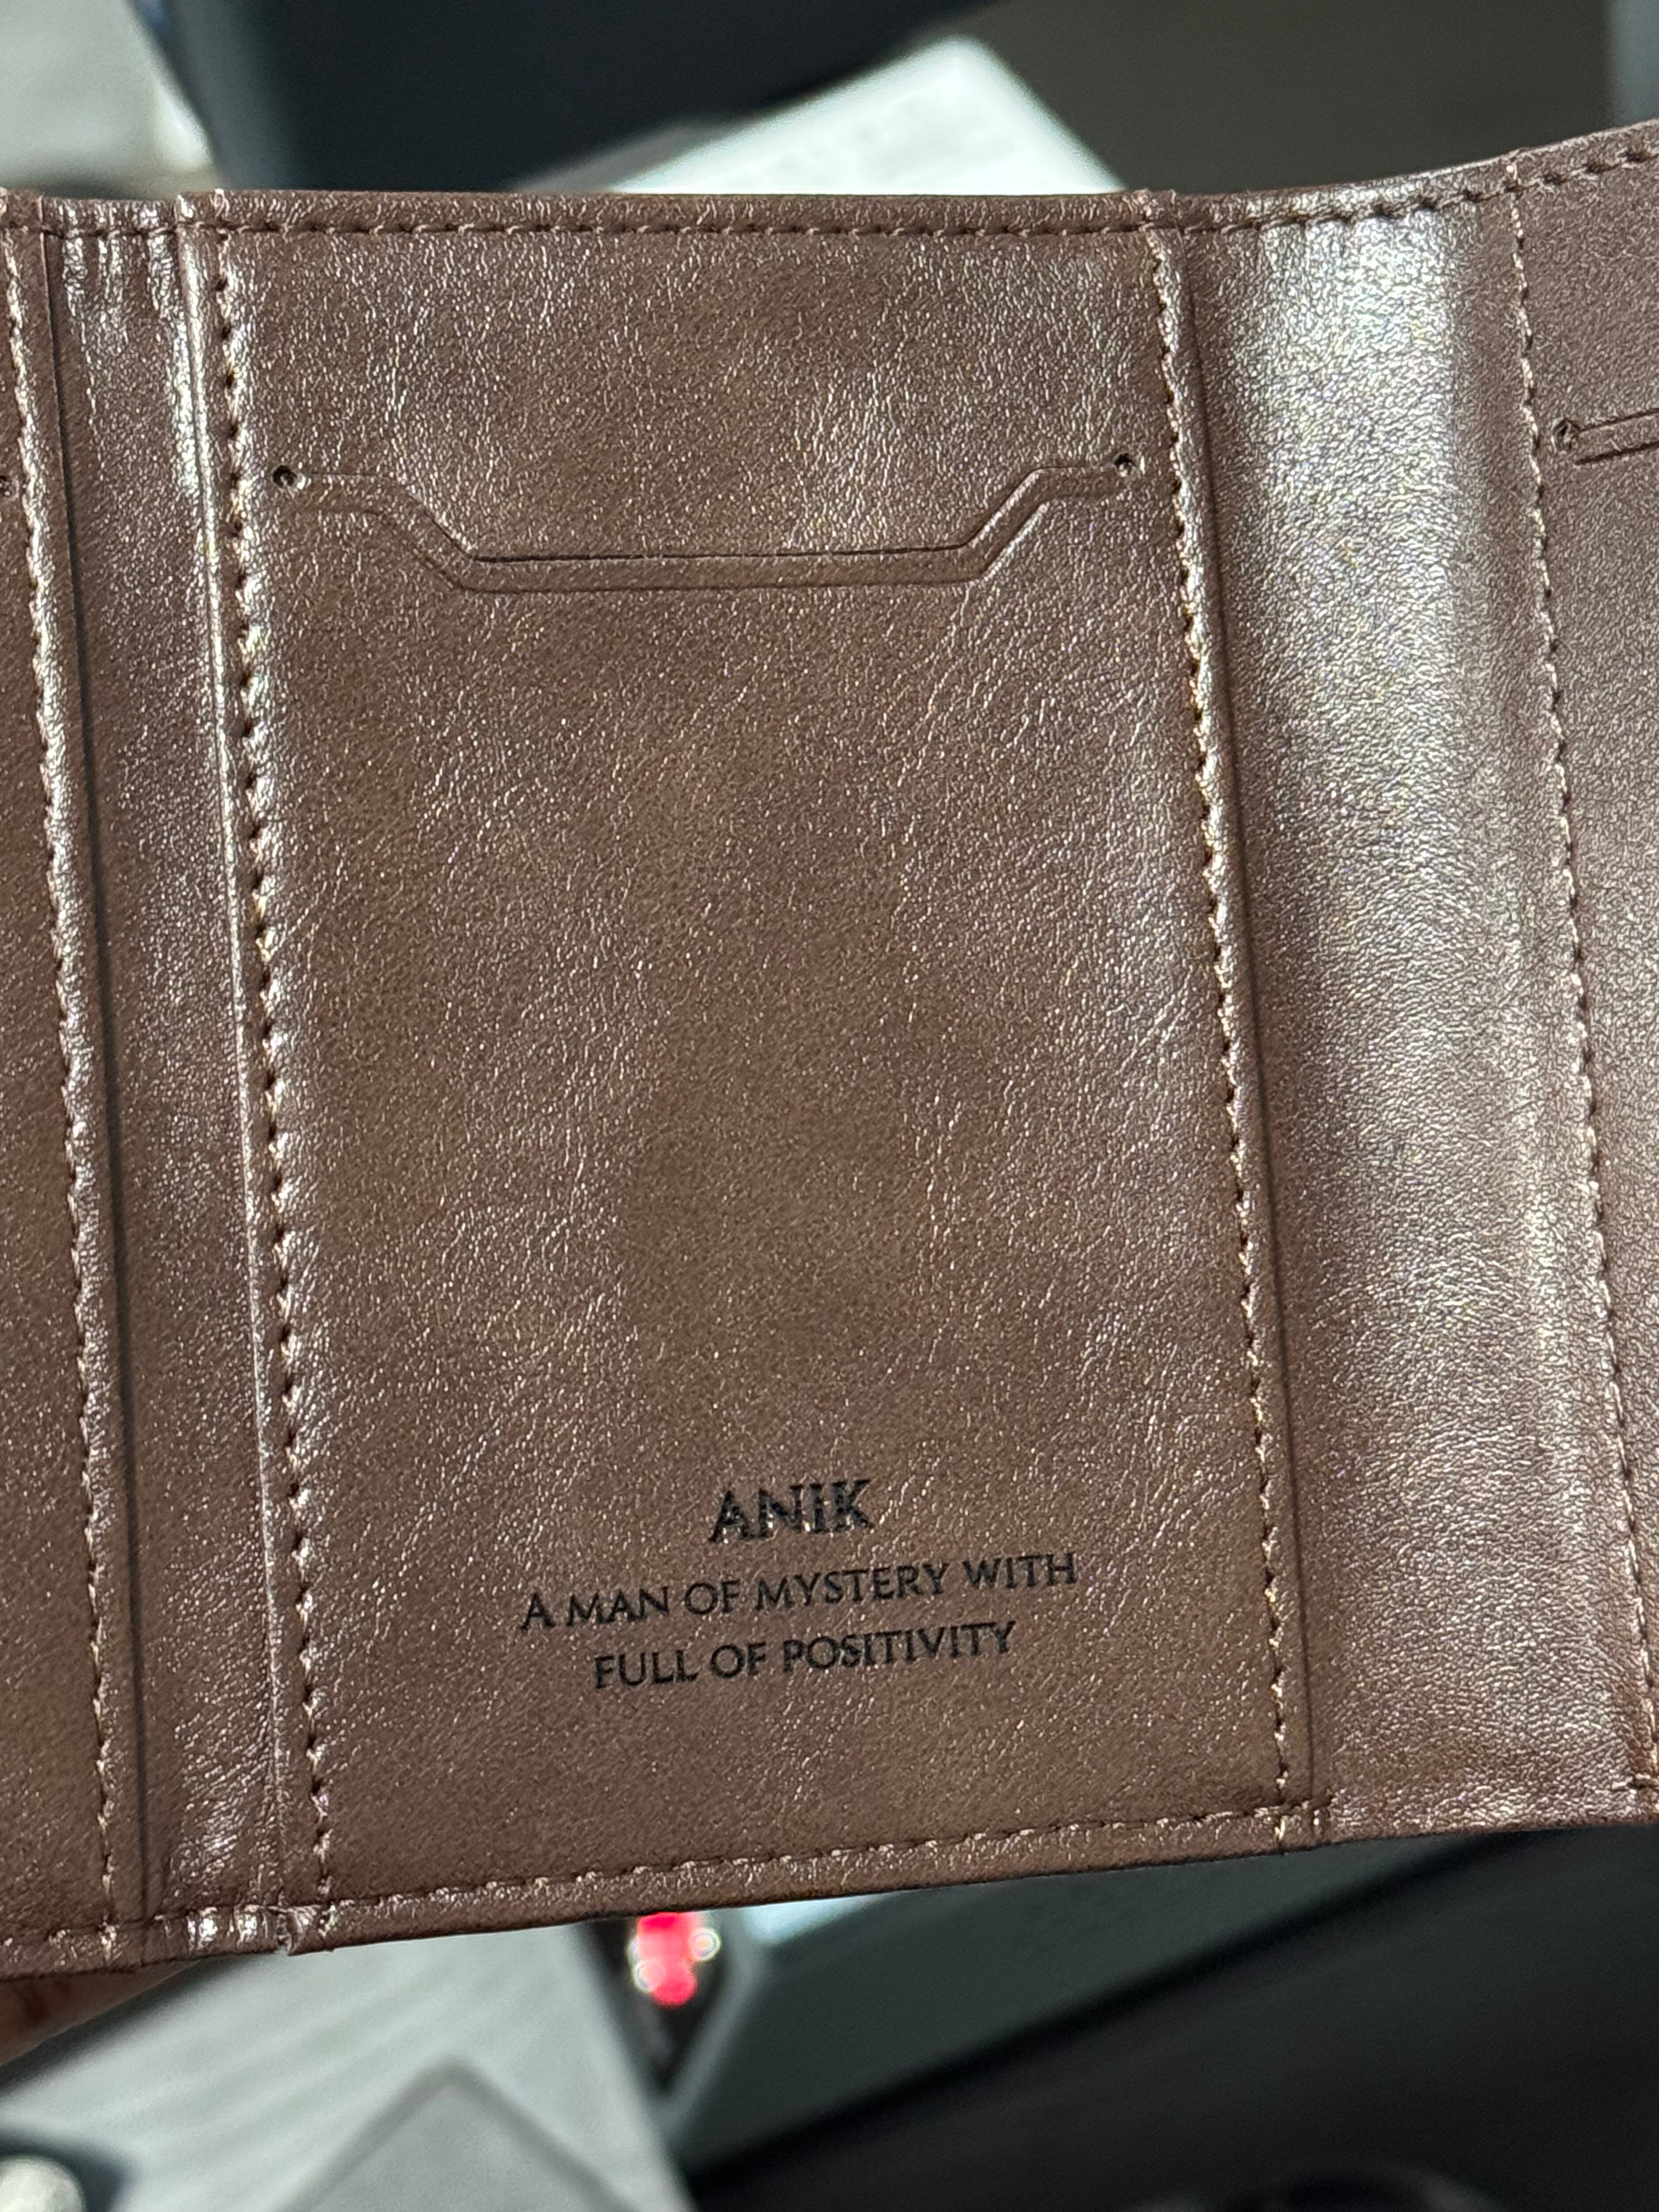 ANIK
A MAN OF MYSTERY WITH
FULL OF POSITIVITY